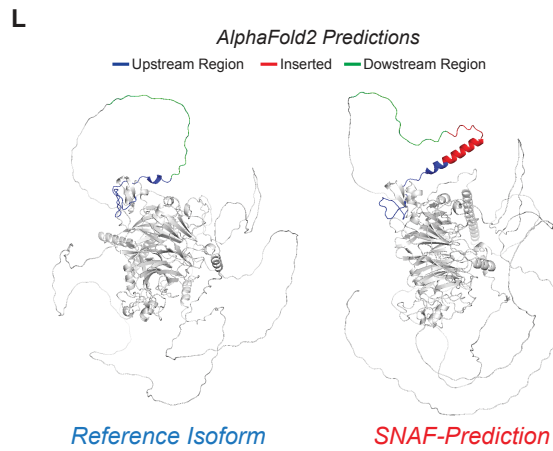 L
AlphaFold2 Predictions
Upstream Region Inserted Dowstream Region
Reference Isoform SNAF-Prediction